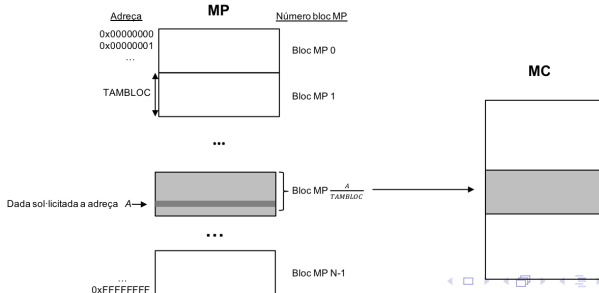 MP
Adreça
Número bloc MP
0x00000000
0x00000001
...
Bloc MP 0
TAMBLOC
Bloc MP 1
MC
...
Bloc MP A/TAMBLOC
Dada sol·licitada a adreça A
...
Bloc MP N-1
...
0xFFFFFFFF